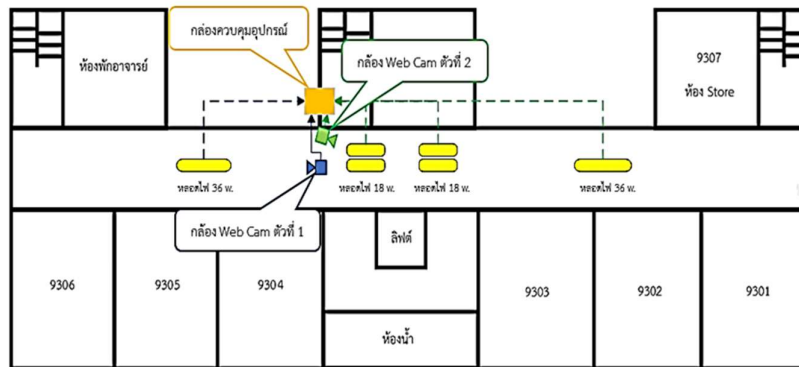 กล่องควบคุมอุปกรณ์
ห้องพักอาจารย์
กล้อง Web Cam ตัวที่ 2
9307
ห้อง Store
หลอดไฟ 36 w.
หลอดไฟ 18 w.
หลอดไฟ 18 w.
หลอดไฟ 36 w.
กล้อง Web Cam ตัวที่ 1
ลิฟต์
9306
9305
9304
9303
9302
9301
ห้องน้ำ